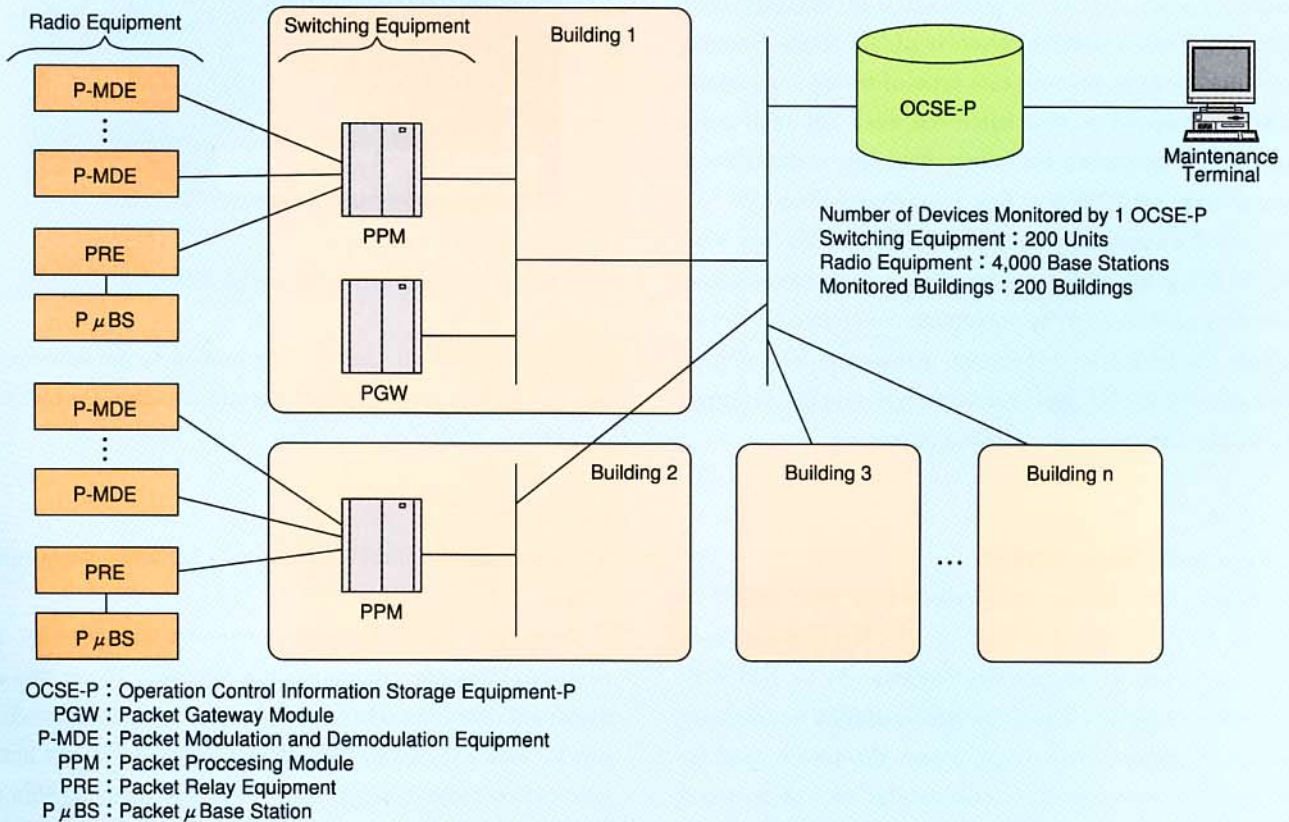 Radio Equipment
Switching Equipment
Building 1
P-MDE
P-MDE
PRE
P μBS
PPM
PGW
OCSE-P
Maintenance
Terminal
Number of Devices Monitored by 1 OCSE-P
Switching Equipment : 200 Units
Radio Equipment : 4,000 Base Stations
Monitored Buildings : 200 Buildings
P-MDE
P-MDE
PRE
P μBS
PPM
Building 2
Building 3
...
Building n
OCSE-P : Operation Control Information Storage Equipment-P
PGW : Packet Gateway Module
P-MDE : Packet Modulation and Demodulation Equipment
PPM : Packet Proccesing Module
PRE : Packet Relay Equipment
P μBS : Packet μBase Station